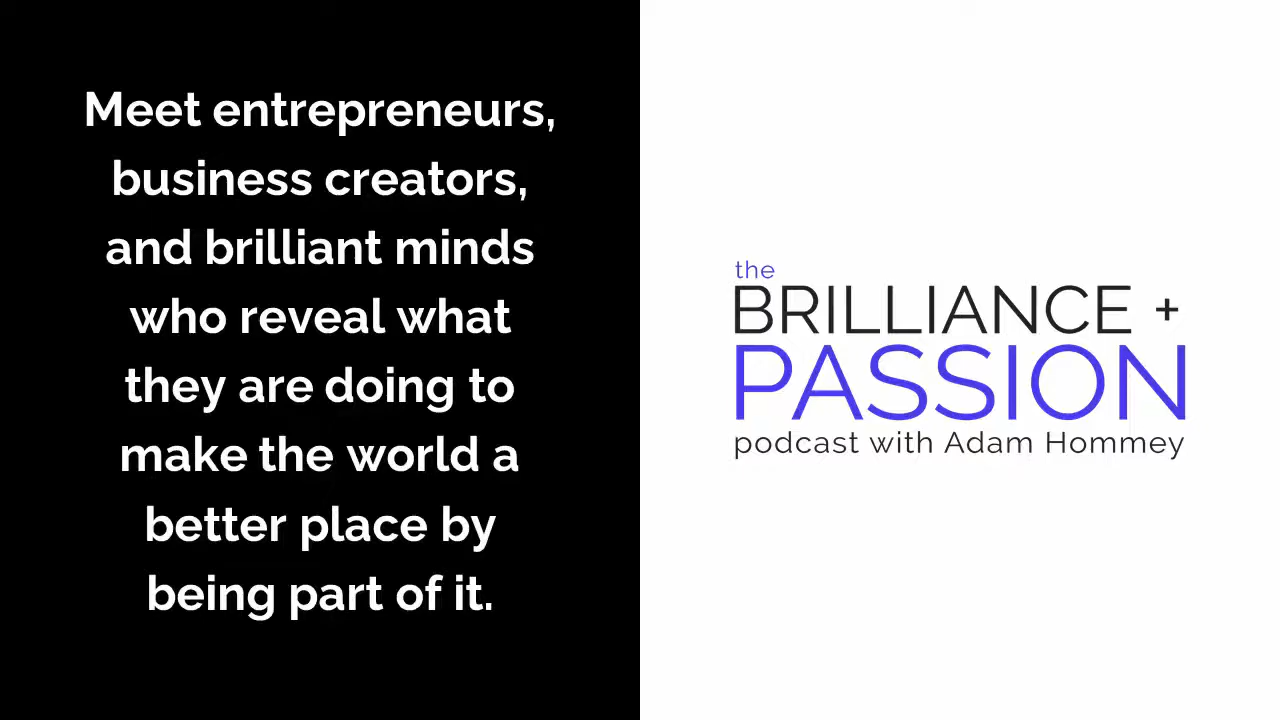 Meet entrepreneurs,
business creators,
and brilliant minds
who reveal what
they are doing to
make the world a
better place by
being part of it.
the
BRILLIANCE +
PASSION
podcast with Adam Hommey